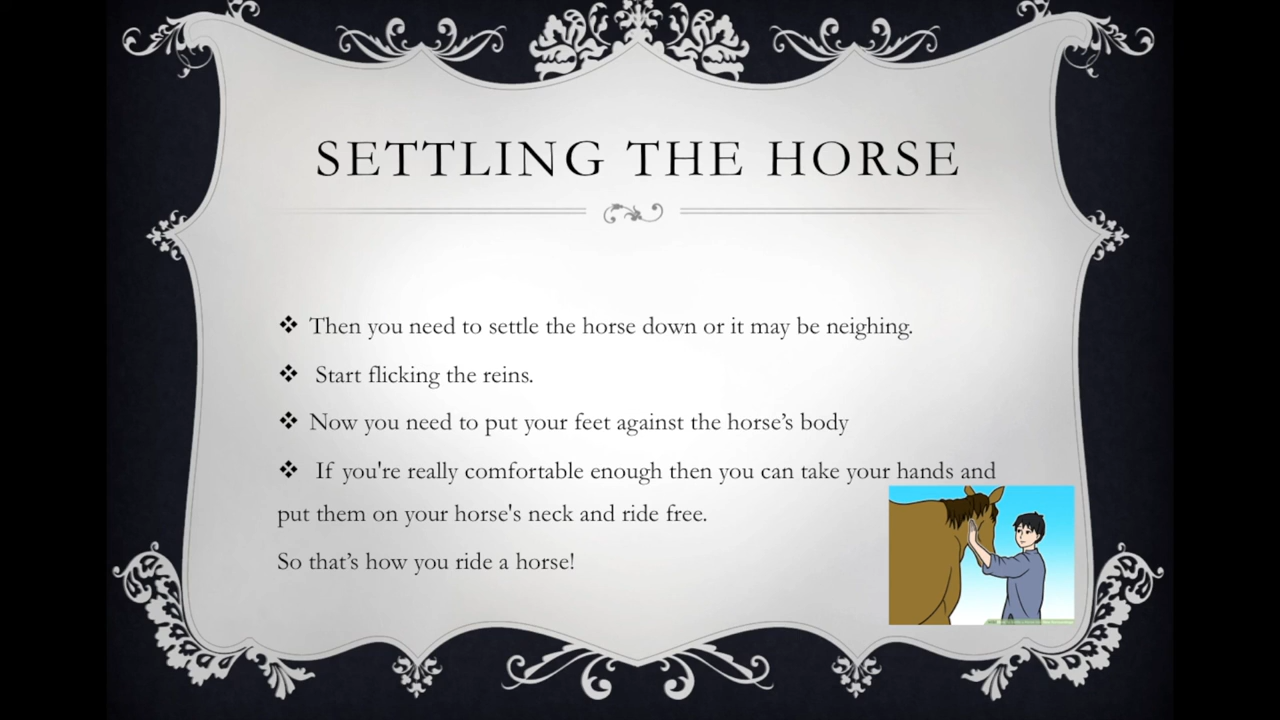 SETTLING THE HORSE
❖ Then you need to settle the horse down or it may be neighing.
❖ Start flicking the reins.
❖ Now you need to put your feet against the horse’s body
❖ If you're really comfortable enough then you can take your hands and
put them on your horse's neck and ride free.
So that’s how you ride a horse!